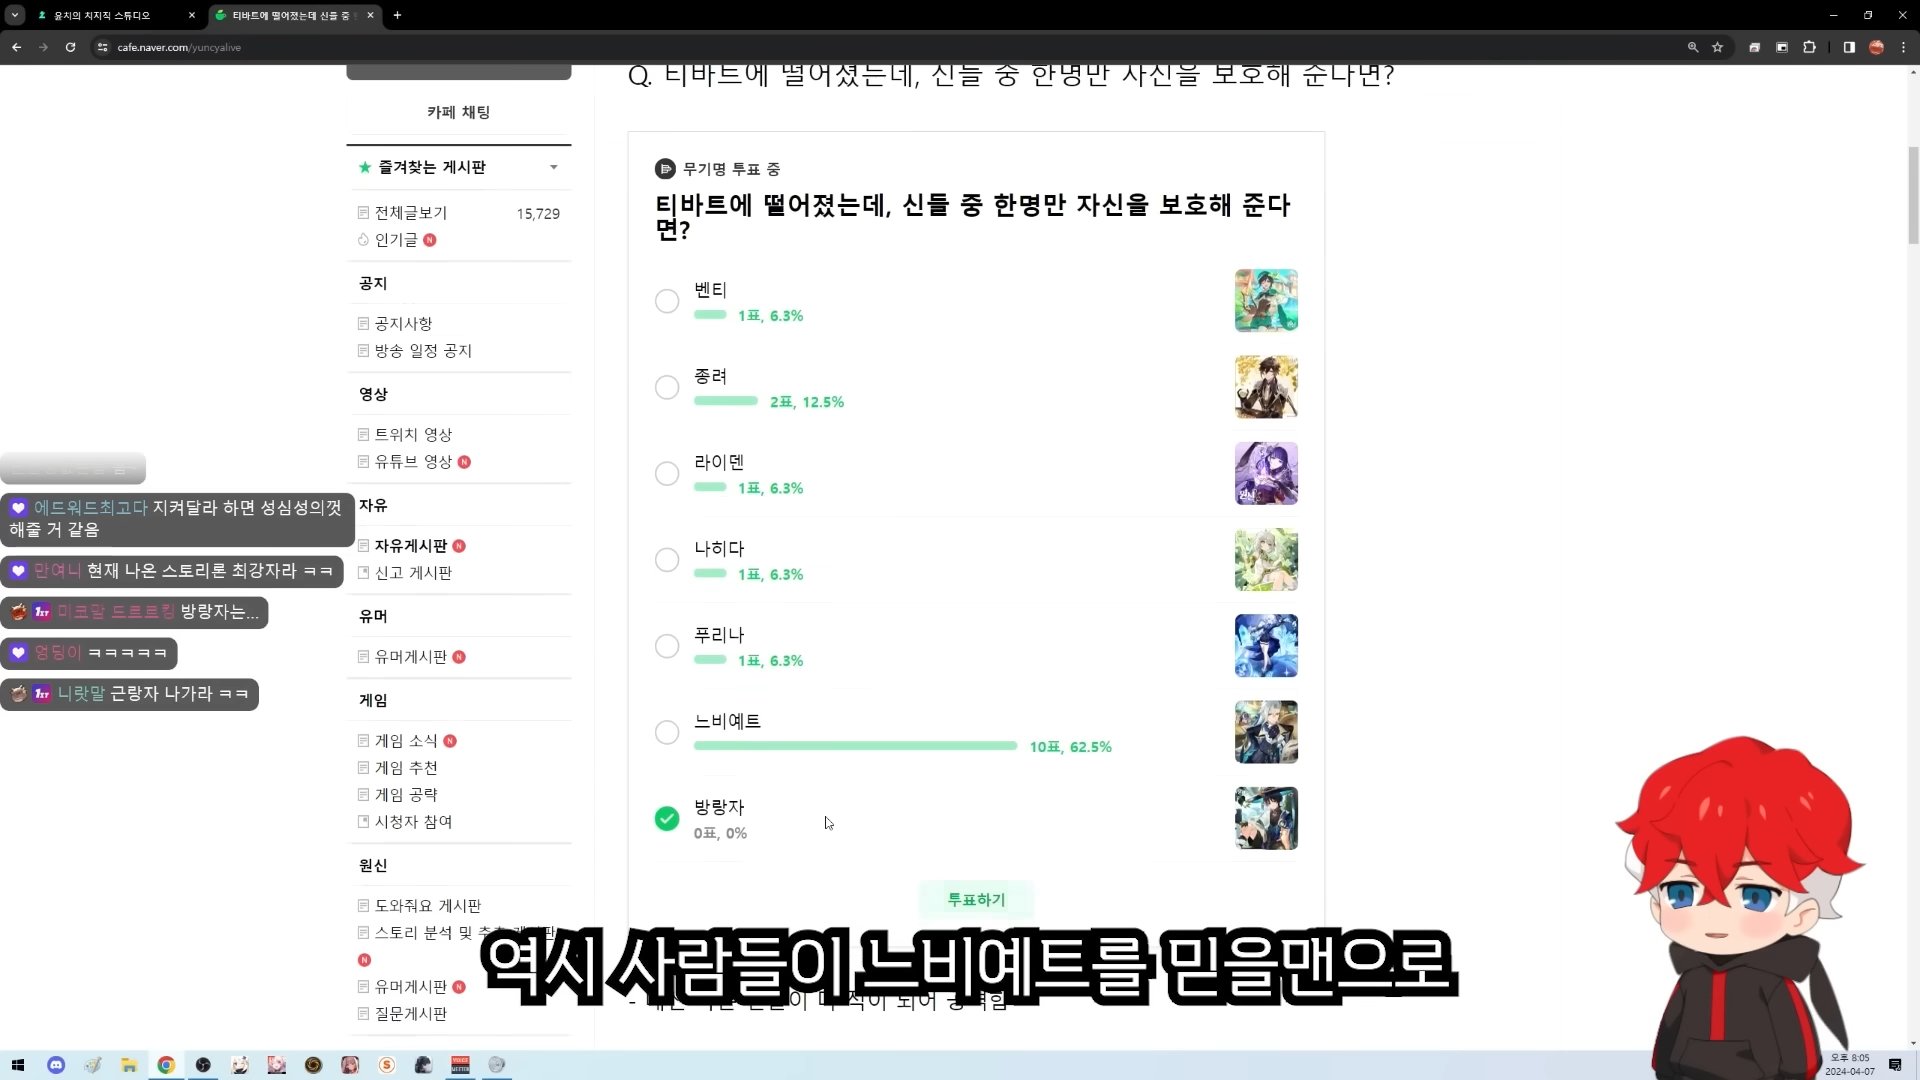 윤치의 치지직 스튜디오
티바트에 떨어졌는데 신들 중
cafe.naver.com/yuncyalive
Q. 티바트에 떨어졌는데, 신들 중 한명만 자신을 보호해 준다면?
카페 채팅
즐겨찾는 게시판
전체글보기 15,729
인기글 N
공지
공지사항
방송 일정 공지
영상
트위치 영상
유튜브 영상 N
자유
자유게시판 N
신고 게시판
유머
유머게시판 N
게임
게임 소식 N
게임 추천
게임 공략
시청자 참여
원신
도와줘요 게시판
스토리 분석 및
N
유머게시판 N
질문게시판
무기명 투표 중
티바트에 떨어졌는데, 신들 중 한명만 자신을 보호해 준다
면?
벤티
1표, 6.3%
종려
2표, 12.5%
라이덴
1표, 6.3%
나히다
1표, 6.3%
푸리나
1표, 6.3%
느비예트
10표, 62.5%
방랑자
0표, 0%
투표하기
에드워드최고다 지켜달라 하면 성심성의껏
해줄 거 같음
만여니 현재 나온 스토리론 최강자라 ㅋㅋ
미코말 드르르킹 방랑자는...
영딩이 ㅋㅋㅋㅋㅋ
니랏말 근랑자 나가라 ㅋㅋ
역시 사람들이 느비예트를 믿을맨으로
오후 8:05
2024-04-07